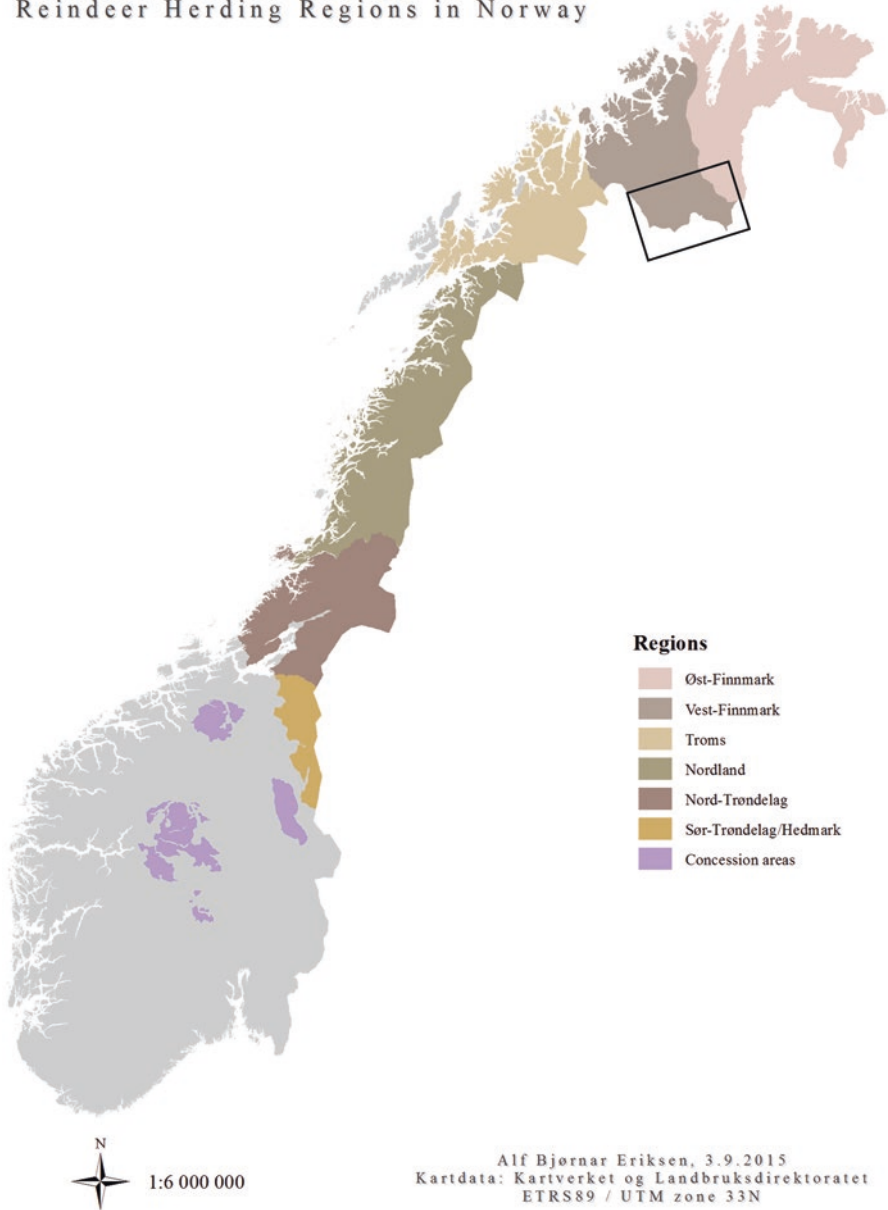 Reindeer Herding Regions in Norway
Regions
Øst-Finnmark
Vest-Finnmark
Troms
Nordland
Nord-Trøndelag
Sør-Trøndelag/Hedmark
Concession areas
N
1:6 000 000
Alf Bjørnar Eriksen, 3.9.2015
Kartdata: Kartverket og Landbruksdirektoratet
ETRS89 / UTM zone 33N